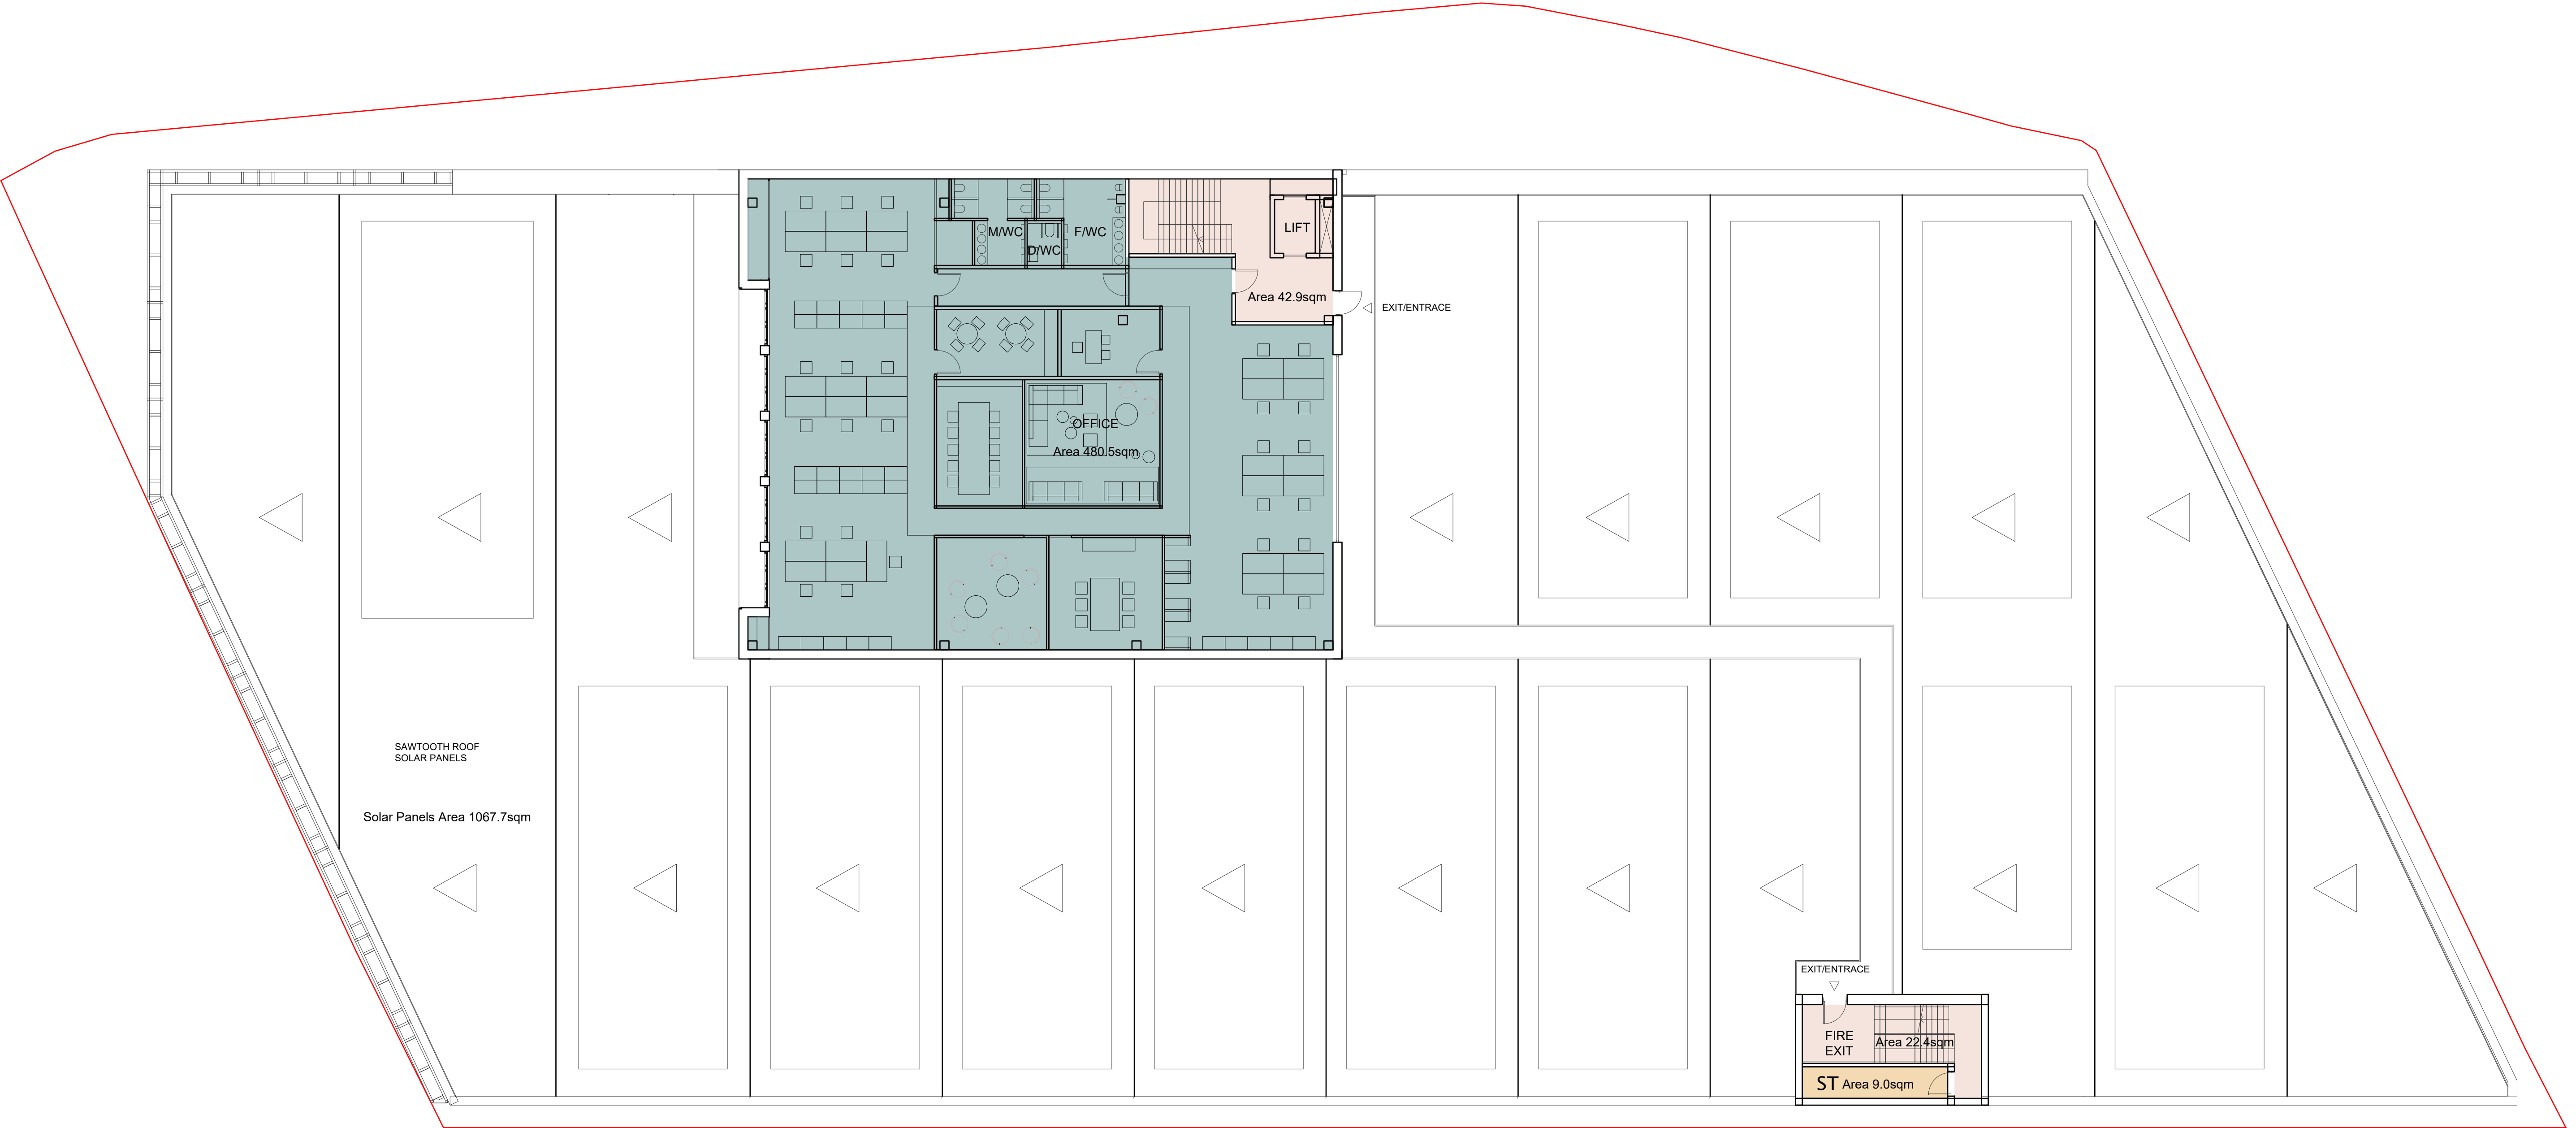 M/WC
F/WC
D/WC
LIFT
Area 42.9sqm
EXIT/ENTRACE
OFFICE
Area 480.5sqm
SAWTOOTH ROOF
SOLAR PANELS
Solar Panels Area 1067.7sqm
EXIT/ENTRACE
FIRE
EXIT
Area 22.4sqm
ST Area 9.0sqm